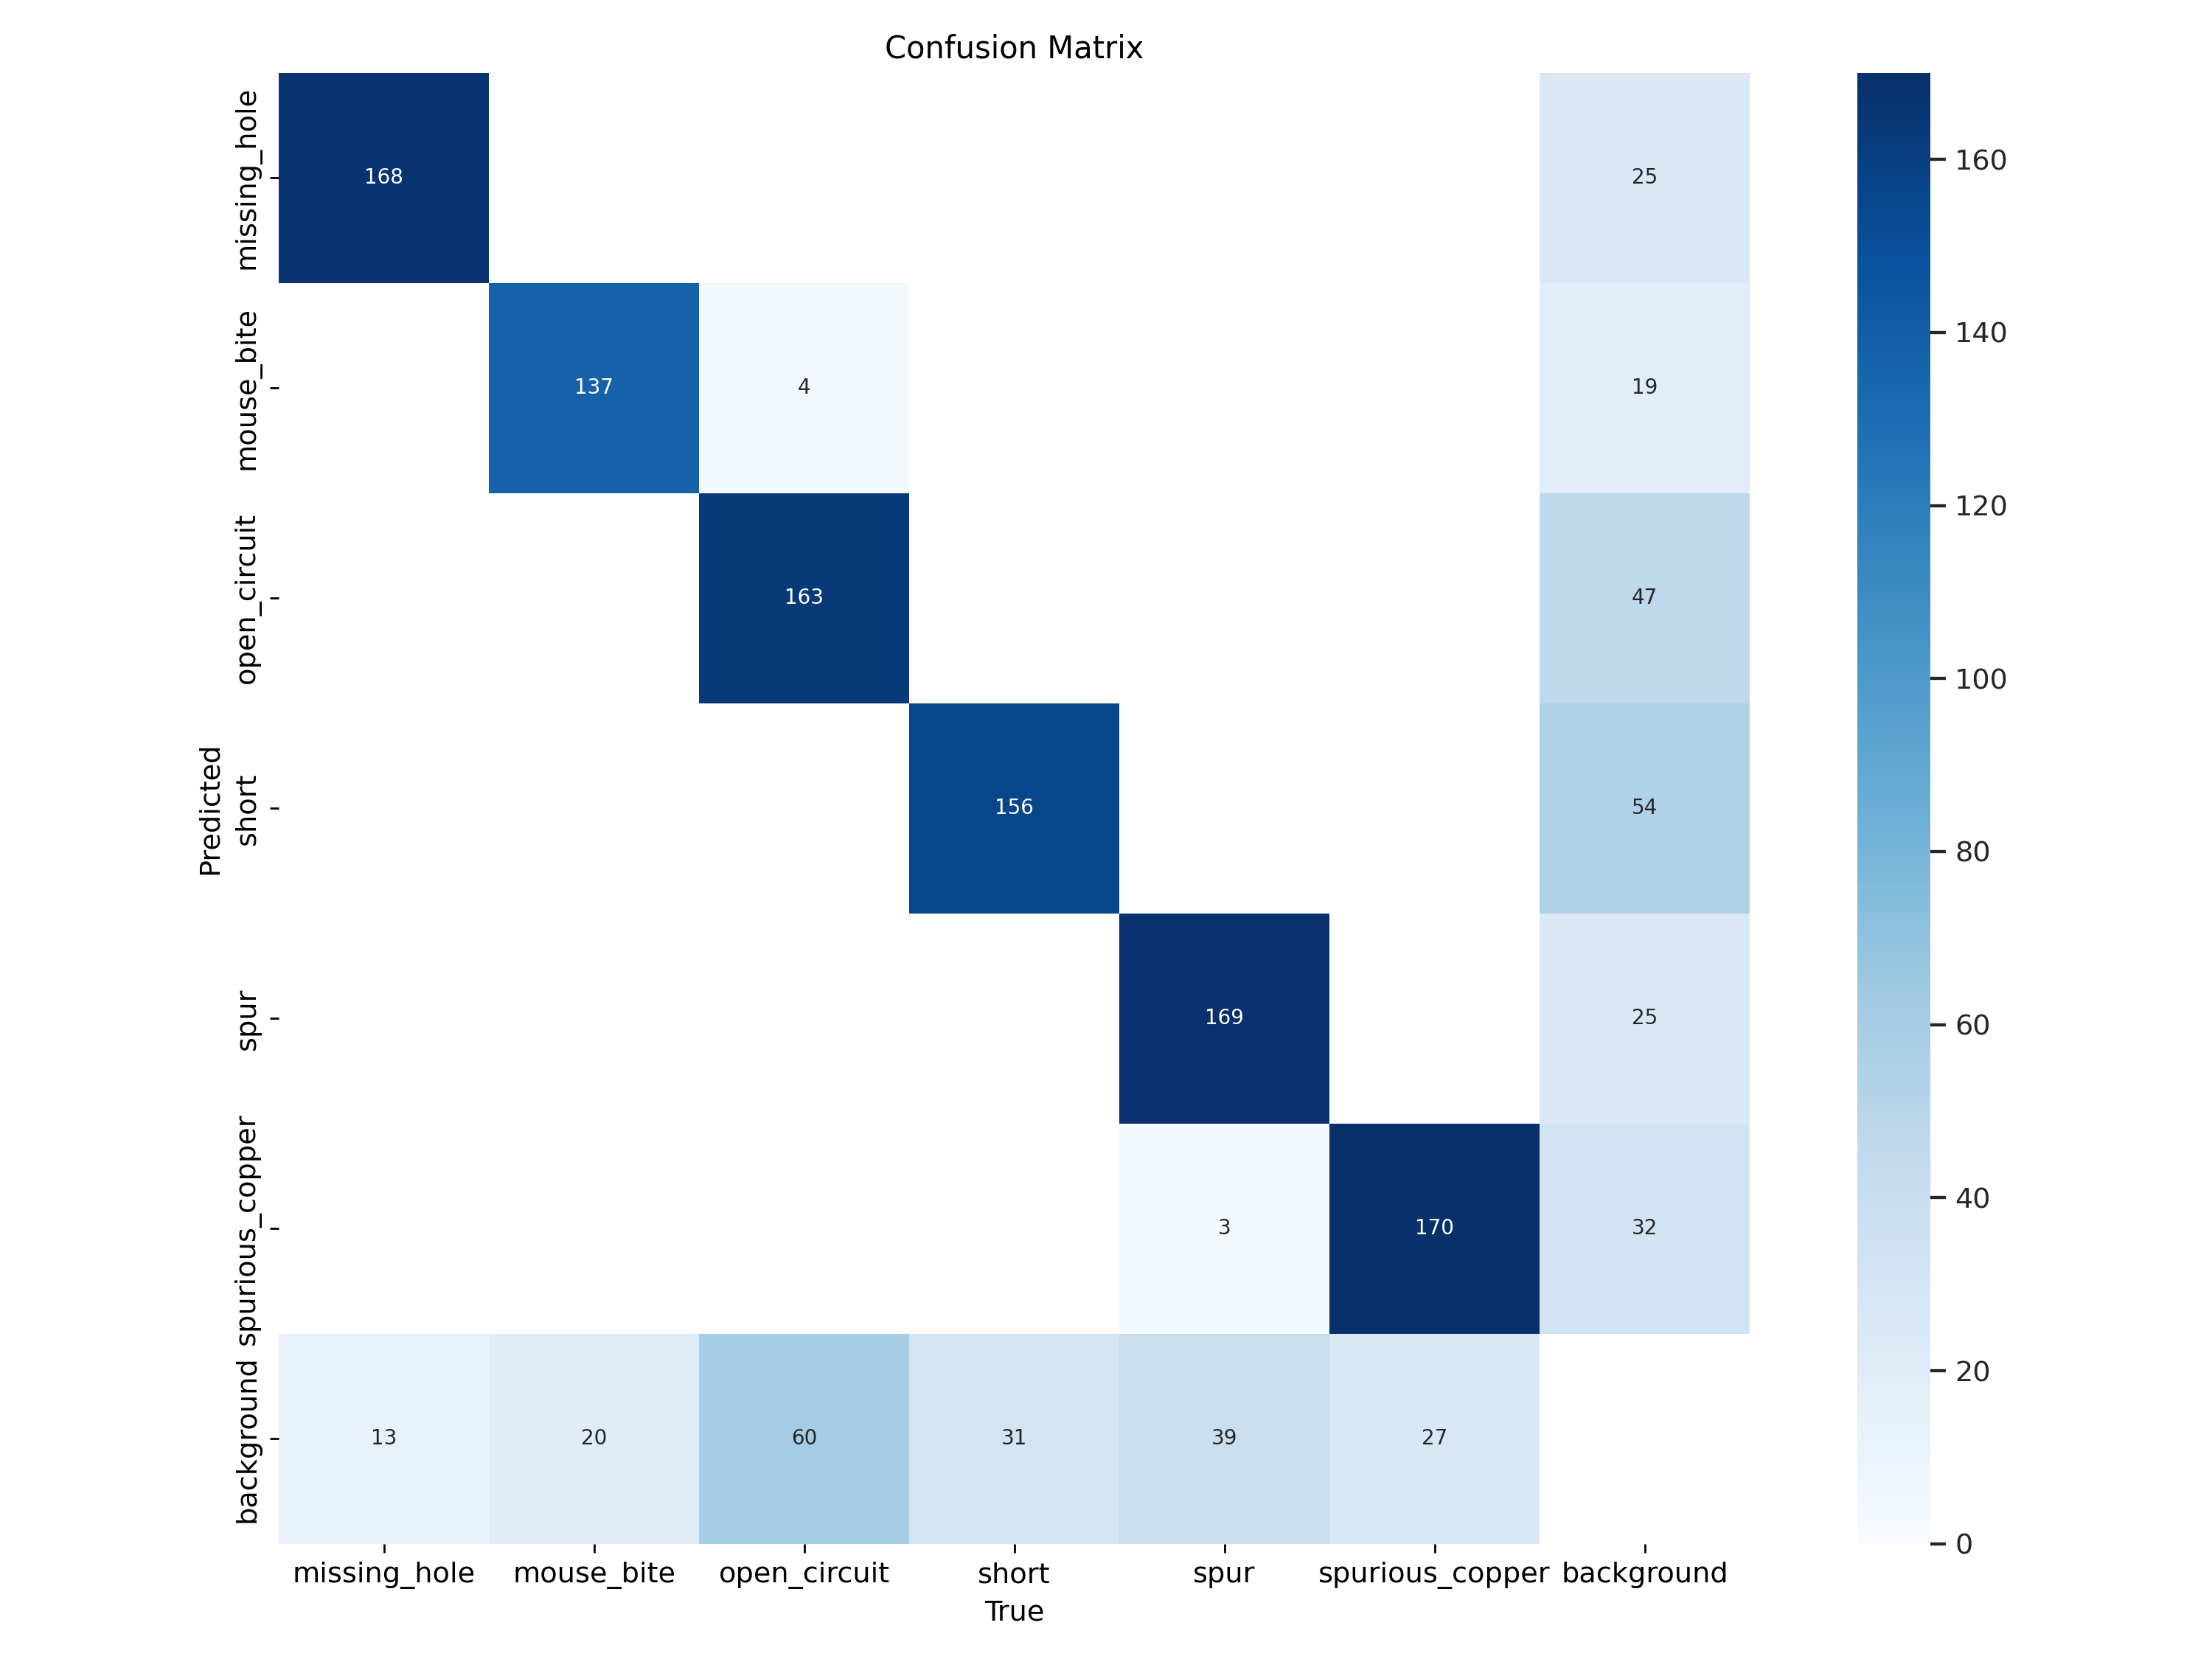 Confusion Matrix
missing_hole
168
25
160
mouse_bite
137
4
19
140
120
open_circuit
163
47
100
Predicted
short
156
54
80
spur
169
25
60
spurious_copper
3
170
32
40
background
13
20
60
31
39
27
20
0
missing_hole mouse_bite open_circuit short spur spurious_copper background
True